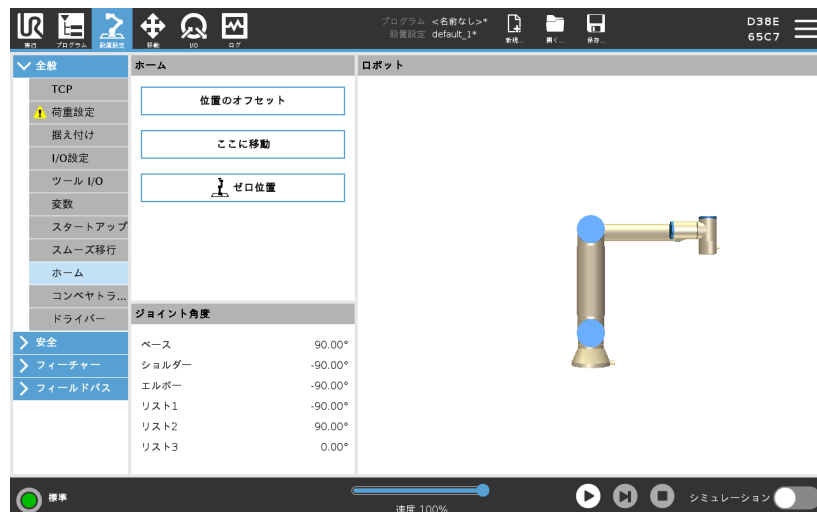 UR
実行
プログラム
設置設定
移動
I/O
ログ
プログラム <名前なし>*
設置設定 default_1*
新規...
開く...
保存...
D38E
65C7
全般
TCP
荷重設定
据え付け
I/O設定
ツール I/O
変数
スタートアップ
スムーズ移行
ホーム
コンベヤトラ...
ドライバー
安全
フィーチャー
フィールドバス
ホーム
位置のオフセット
ここに移動
ゼロ位置
ジョイント角度
ベース 90.00°
ショルダー -90.00°
エルボー -90.00°
リスト1 -90.00°
リスト2 90.00°
リスト3 0.00°
ロボット
標準
速度 100%
シミュレーション